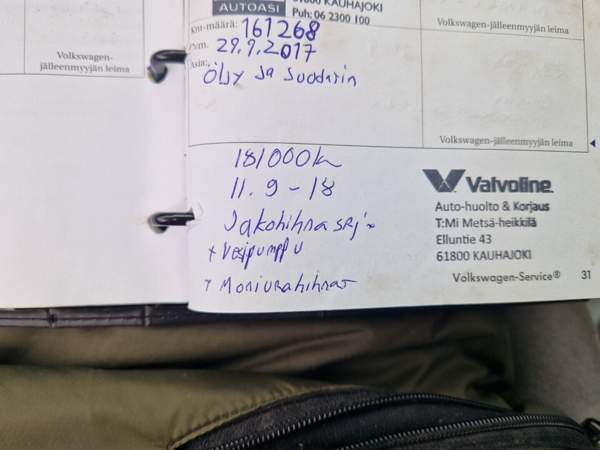 61800 KAUHAJOKI
AUTOASI
Puh: 06 2300 100
Km-määrä: 161268
Pvm. 29.9.2017
Asia: Öljy ja suodatin
Volkswagen-
jälleenmyyjän leima
Volkswagen-jälleenmyyjän leima
Volkswagen-jälleenmyyjän leima
181000km
11.9-18
Jakohihna srj
+ Vesipumppu
+ Moniurahihnat
Valvoline
Auto-huolto & Korjaus
T:Mi Metsä-heikkilä
Elluntie 43
61800 KAUHAJOKI
Volkswagen-Service® 31